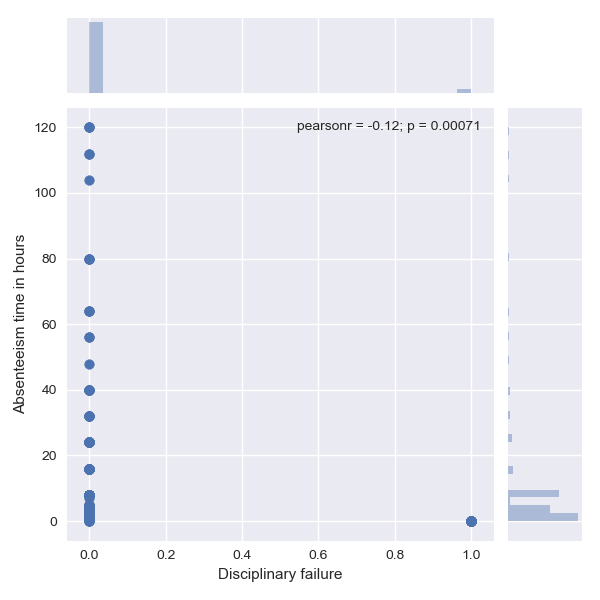 pearsonr = -0.12; p = 0.00071
120
100
80
60
40
20
0
Absenteeism time in hours
0.0 0.2 0.4 0.6 0.8 1.0
Disciplinary failure